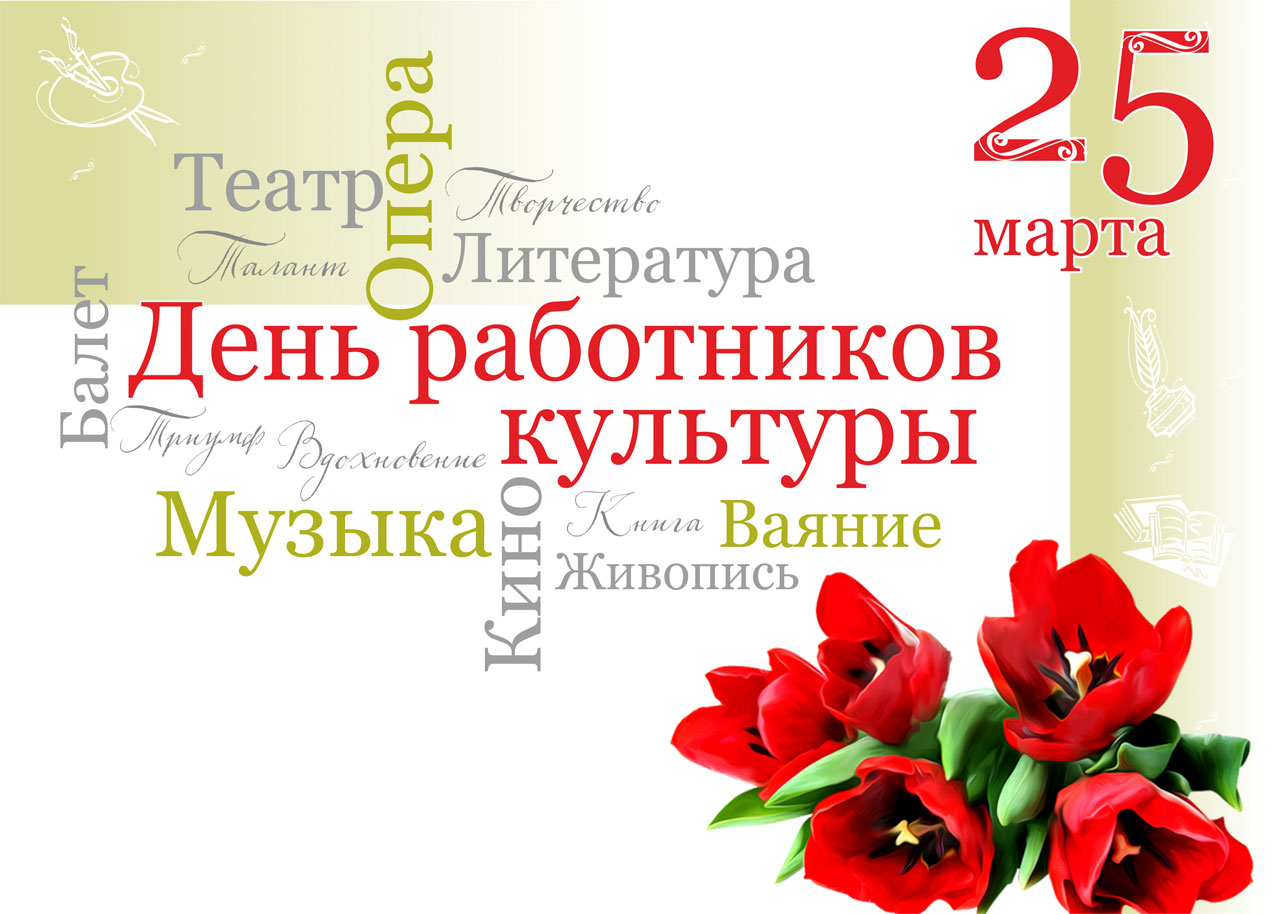 25
марта
Опера
Театр
Творчество
Талант
Литература
Балет
День работников
культуры
Триумф
Вдохновение
Музыка
Кино
Книга
Ваяние
Живопись